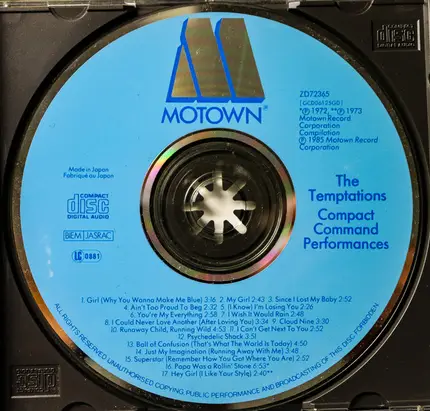 MOTOWN®
ZD72365
[GCD06125GD]
*℗ 1972, **℗ 1973
Motown Record
Corporation
Compilation
℗ 1985 Motown Record
Corporation
Made in Japan
Fabriqué au Japon
COMPACT
disc
DIGITAL AUDIO
BIEM/JASRAC
LC 0881
The
Temptations
Compact
Command
Performances
1. Girl (Why You Wanna Make Me Blue) 3:16 2. My Girl 2:43 3. Since I Lost My Baby 2:52
4. Ain't Too Proud To Beg 2:32 5. (I Know) I'm Losing You 2:26
6. You're My Everything 2:58 7. I Wish It Would Rain 2:48
8. I Could Never Love Another (After Loving You) 3:34 9. Cloud Nine 3:30
10. Runaway Child, Running Wild 4:53 11. I Can't Get Next To You 2:52
12. Psychedelic Shack 3:51
13. Ball of Confusion (That's What The World Is Today) 4:50
14. Just My Imagination (Running Away With Me) 3:48
15. Superstar (Remember How You Got Where You Are) 2:52
16. Papa Was a Rollin' Stone 6:53*
17. Hey Girl (I Like Your Style) 2:40**
ALL RIGHTS RESERVED. UNAUTHORISED COPYING, PUBLIC PERFORMANCE AND BROADCASTING OF THIS DISC FORBIDDEN.
COMPACT
disc
DIGITAL AUDIO